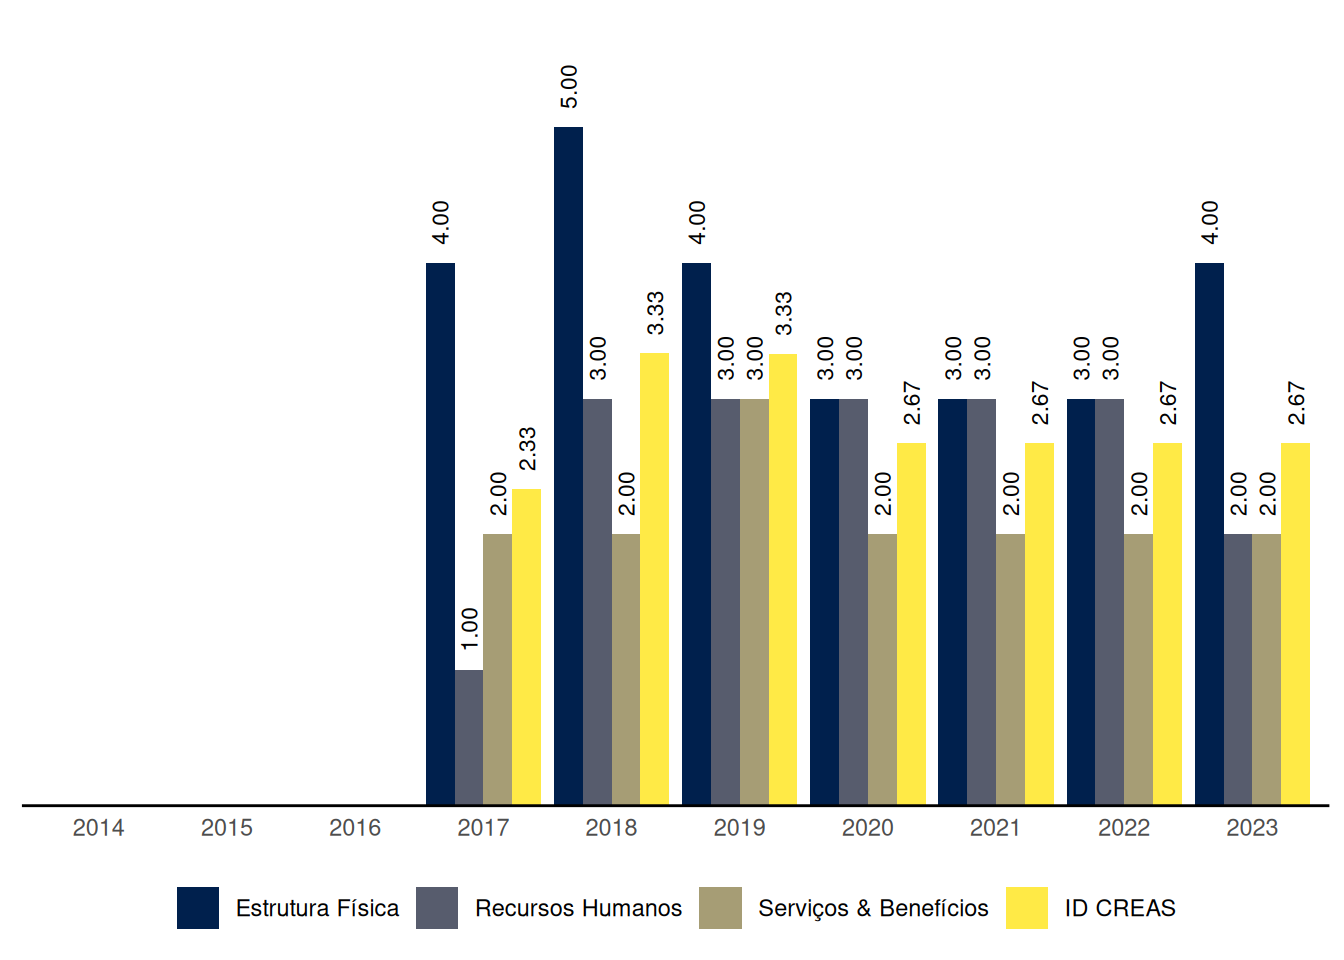 5.00
4.00 4.00 4.00
3.33 3.33
3.00 3.00 3.00 3.00 3.00 3.00 3.00 3.00 3.00
2.67 2.67 2.67 2.67
2.33
2.00 2.00 2.00 2.00 2.00 2.00 2.00
1.00
2014 2015 2016 2017 2018 2019 2020 2021 2022 2023
Estrutura Física Recursos Humanos Serviços & Benefícios ID CREAS